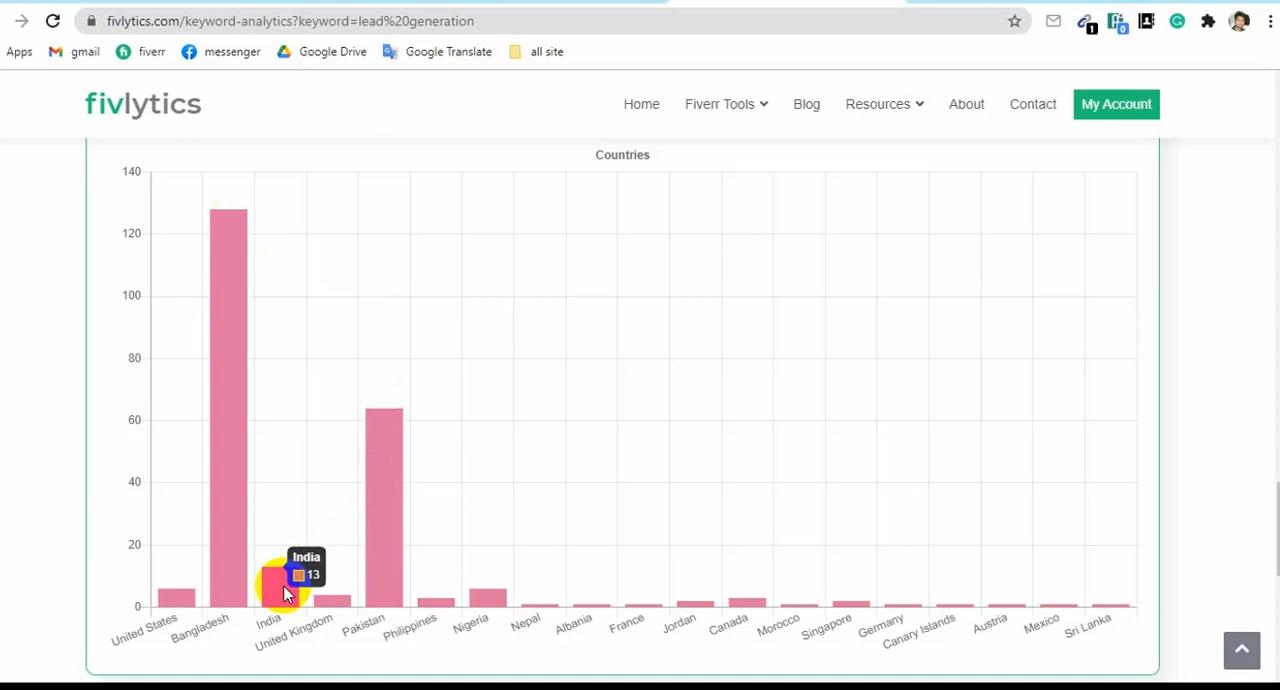 fivlytics.com/keyword-analytics?keyword=lead%20generation
1
0
Apps
gmail
fiverr
messenger
Google Drive
Google Translate
all site
fivlytics
Home
Fiverr Tools
Blog
Resources
About
Contact
My Account
Countries
140
120
100
80
60
40
20
0
India
13
United States
Bangladesh
India
United Kingdom
Pakistan
Philippines
Nigeria
Nepal
Albania
France
Jordan
Canada
Morocco
Singapore
Germany
Canary Islands
Austria
Mexico
Sri Lanka